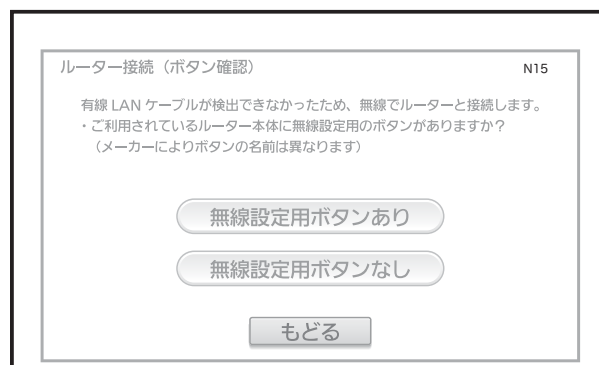 ルーター接続（ボタン確認） N15
有線 LAN ケーブルが検出できなかったため、無線でルーターと接続します。
・ご利用されているルーター本体に無線設定用のボタンがありますか？
（メーカーによりボタンの名前は異なります）
無線設定用ボタンあり
無線設定用ボタンなし
もどる